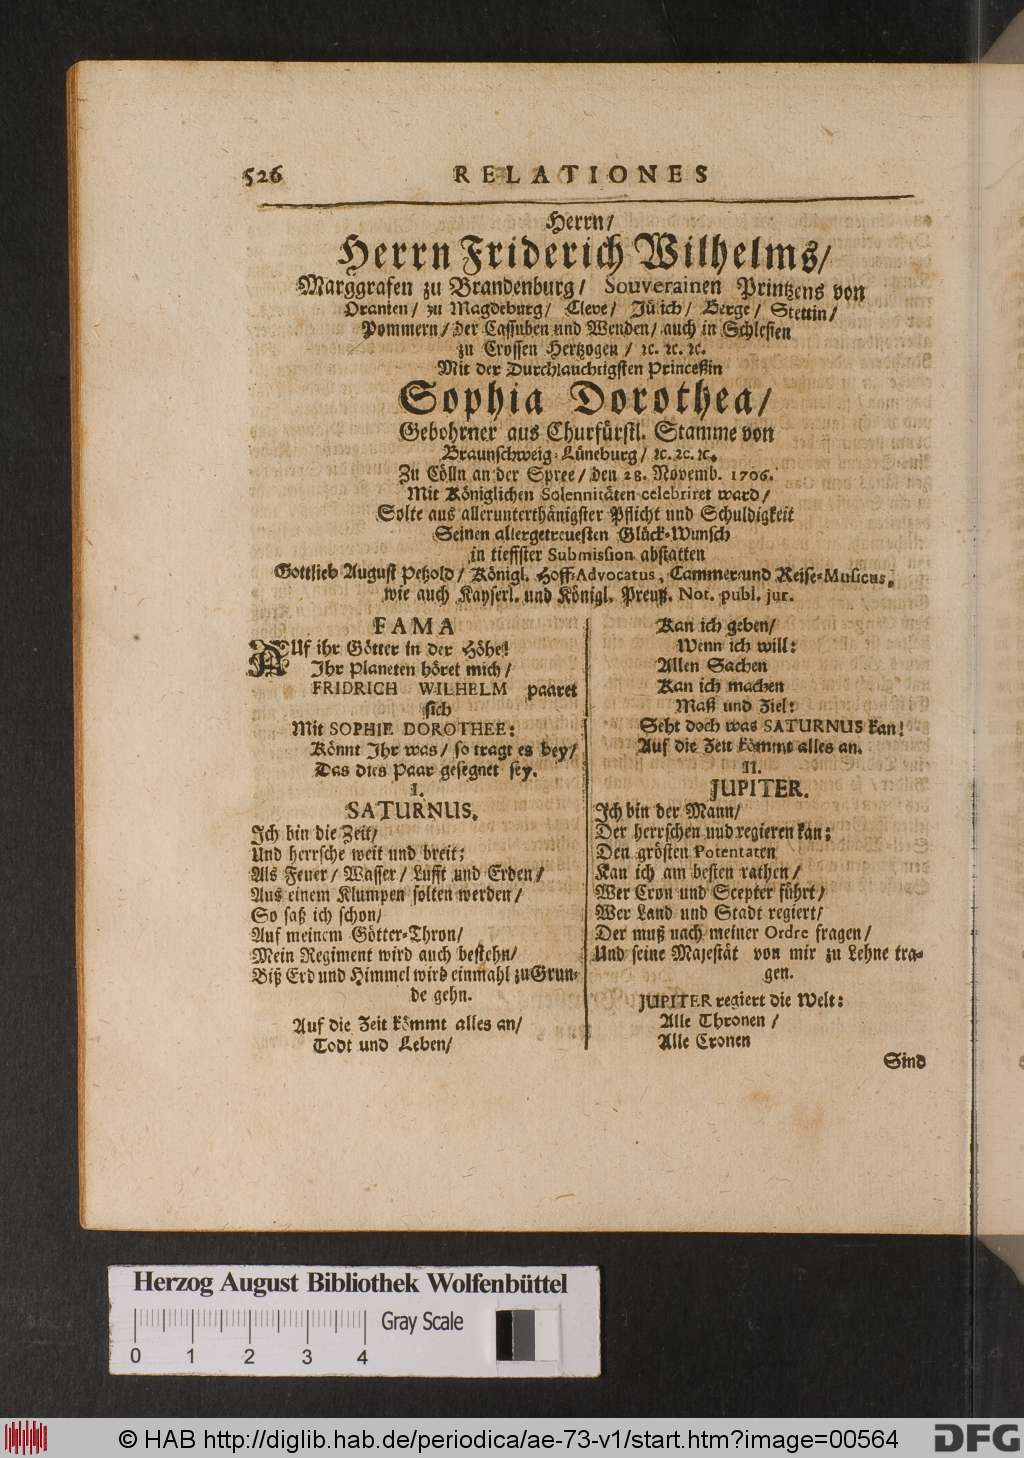 526 RELATIONES
Herrn/
Herrn Friderich Wilhelms/
Marggrafen zu Brandenburg/ Souverainen Printzens von
Oranien/ zu Magdeburg/ Cleve/ Jülich/ Berge/ Stettin/
Pommern/ der Cassuben und Wenden/ auch in Schlesien
zu Crossen Hertzogen/ ꝛc. ꝛc. ꝛc.
Mit der Durchlauchtigsten Princeßin
Sophia Dorothea/
Gebohrner aus Churfürstl. Stamme von
Braunschweig-Lüneburg/ ꝛc. ꝛc. ꝛc.
Zu Cölln an der Spree/ den 28. Novemb. 1706.
Mit Königlichen Solennitäten celebriret ward/
Solte aus allerunterthänigster Pflicht und Schuldigkeit
Seinen allergetreuesten Glück-Wunsch
in tieffster Submission abstatten
Gottlieb August Petzold/ Königl. Hoff-Advocatus, Cammer-und Reise-Musicus,
wie auch Kayserl. und Königl. Preuß. Not. publ. jur.
FAMA
AUf ihr Götter in der Höhe!
Ihr Planeten höret mich/
FRIDRICH WILHELM paaret
sich
Mit SOPHIE DOROTHEE:
Könnt Ihr was/ so tragt es bey/
Das dies Paar gesegnet sey.
I.
SATURNUS.
Ich bin die Zeit/
Und herrsche weit und breit;
Als Feuer/ Wasser/ Lufft und Erden/
Aus einem Klumpen solten werden/
So saß ich schon/
Auf meinem Götter-Thron/
Mein Regiment wird auch bestehn/
Biß Erd und Himmel wird einmahl zu Grun-
de gehn.
Auf die Zeit kömmt alles an/
Todt und Leben/
Kan ich geben/
Wenn ich will:
Allen Sachen
Kan ich machen
Maß und Ziel:
Seht doch was SATURNUS kan!
Auf die Zeit kömmt alles an.
II.
JUPITER.
Ich bin der Mann/
Der herrschen uud regieren kan:
Den grösten Potentaten
Kan ich am besten rathen/
Wer Cron und Scepter führt/
Wer Land und Stadt regiert/
Der muß nach meiner Ordre fragen/
Und seine Majestät von mir zu Lehne tra-
gen.
JUPITER regiert die Welt:
Alle Thronen/
Alle Cronen
Sind
Herzog August Bibliothek Wolfenbüttel
Gray Scale
0 1 2 3 4
© HAB http://diglib.hab.de/periodica/ae-73-v1/start.htm?image=00564
DFG